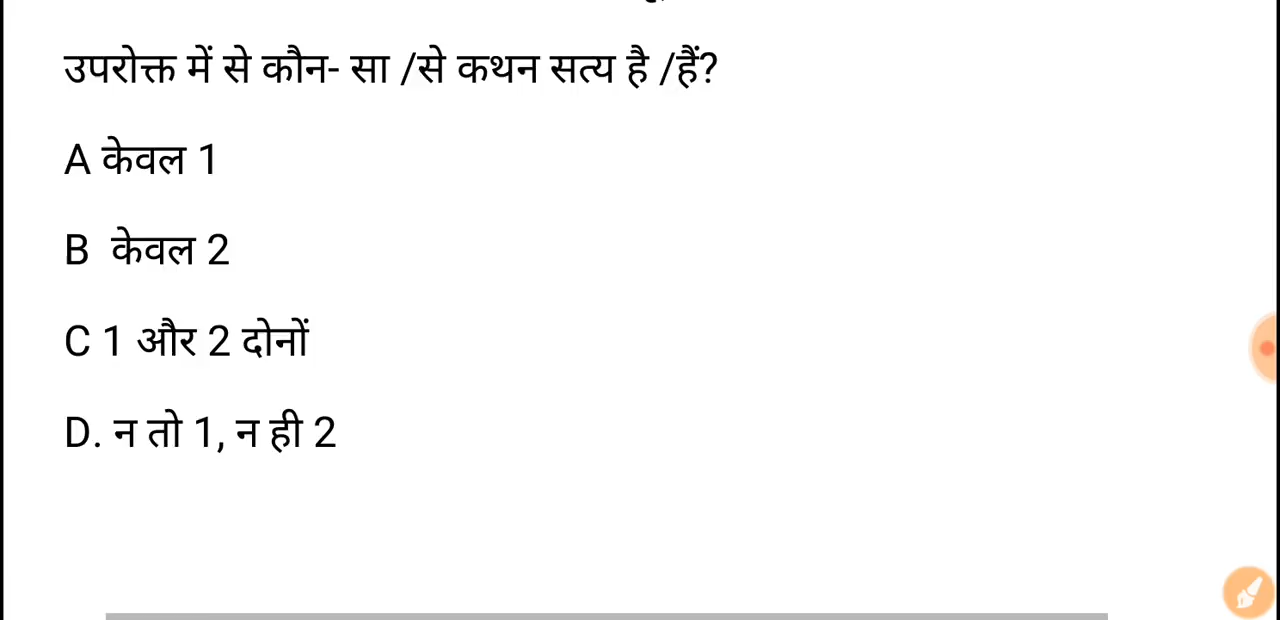 उपरोक्त में से कौन- सा /से कथन सत्य है /हैं?
A केवल 1
B केवल 2
C 1 और 2 दोनों
D. न तो 1, न ही 2